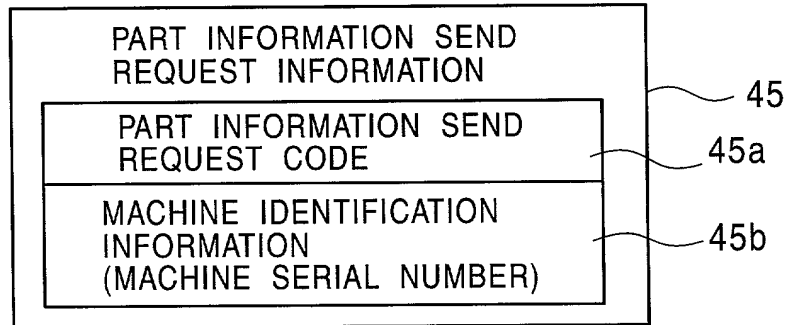 PART INFORMATION SEND
REQUEST INFORMATION
45
PART INFORMATION SEND
REQUEST CODE
45a
MACHINE IDENTIFICATION
INFORMATION
(MACHINE SERIAL NUMBER)
45b